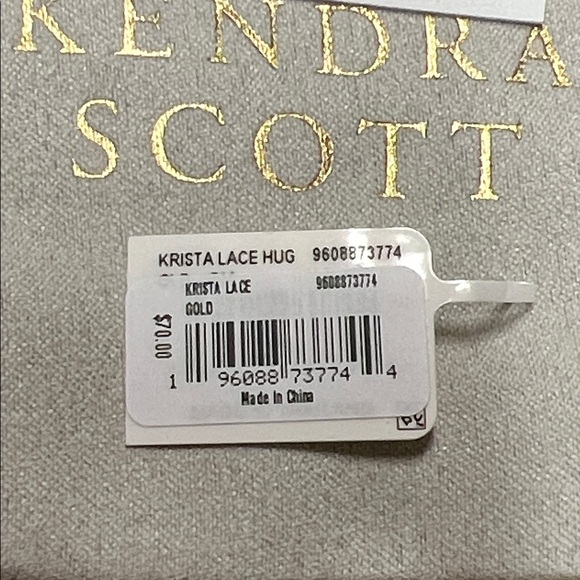 KENDRA
SCOTT
KRISTA LACE HUG 9608873774
KRISTA LACE 9608873774
GOLD
$70.00
1 96088 73774 4
Made in China